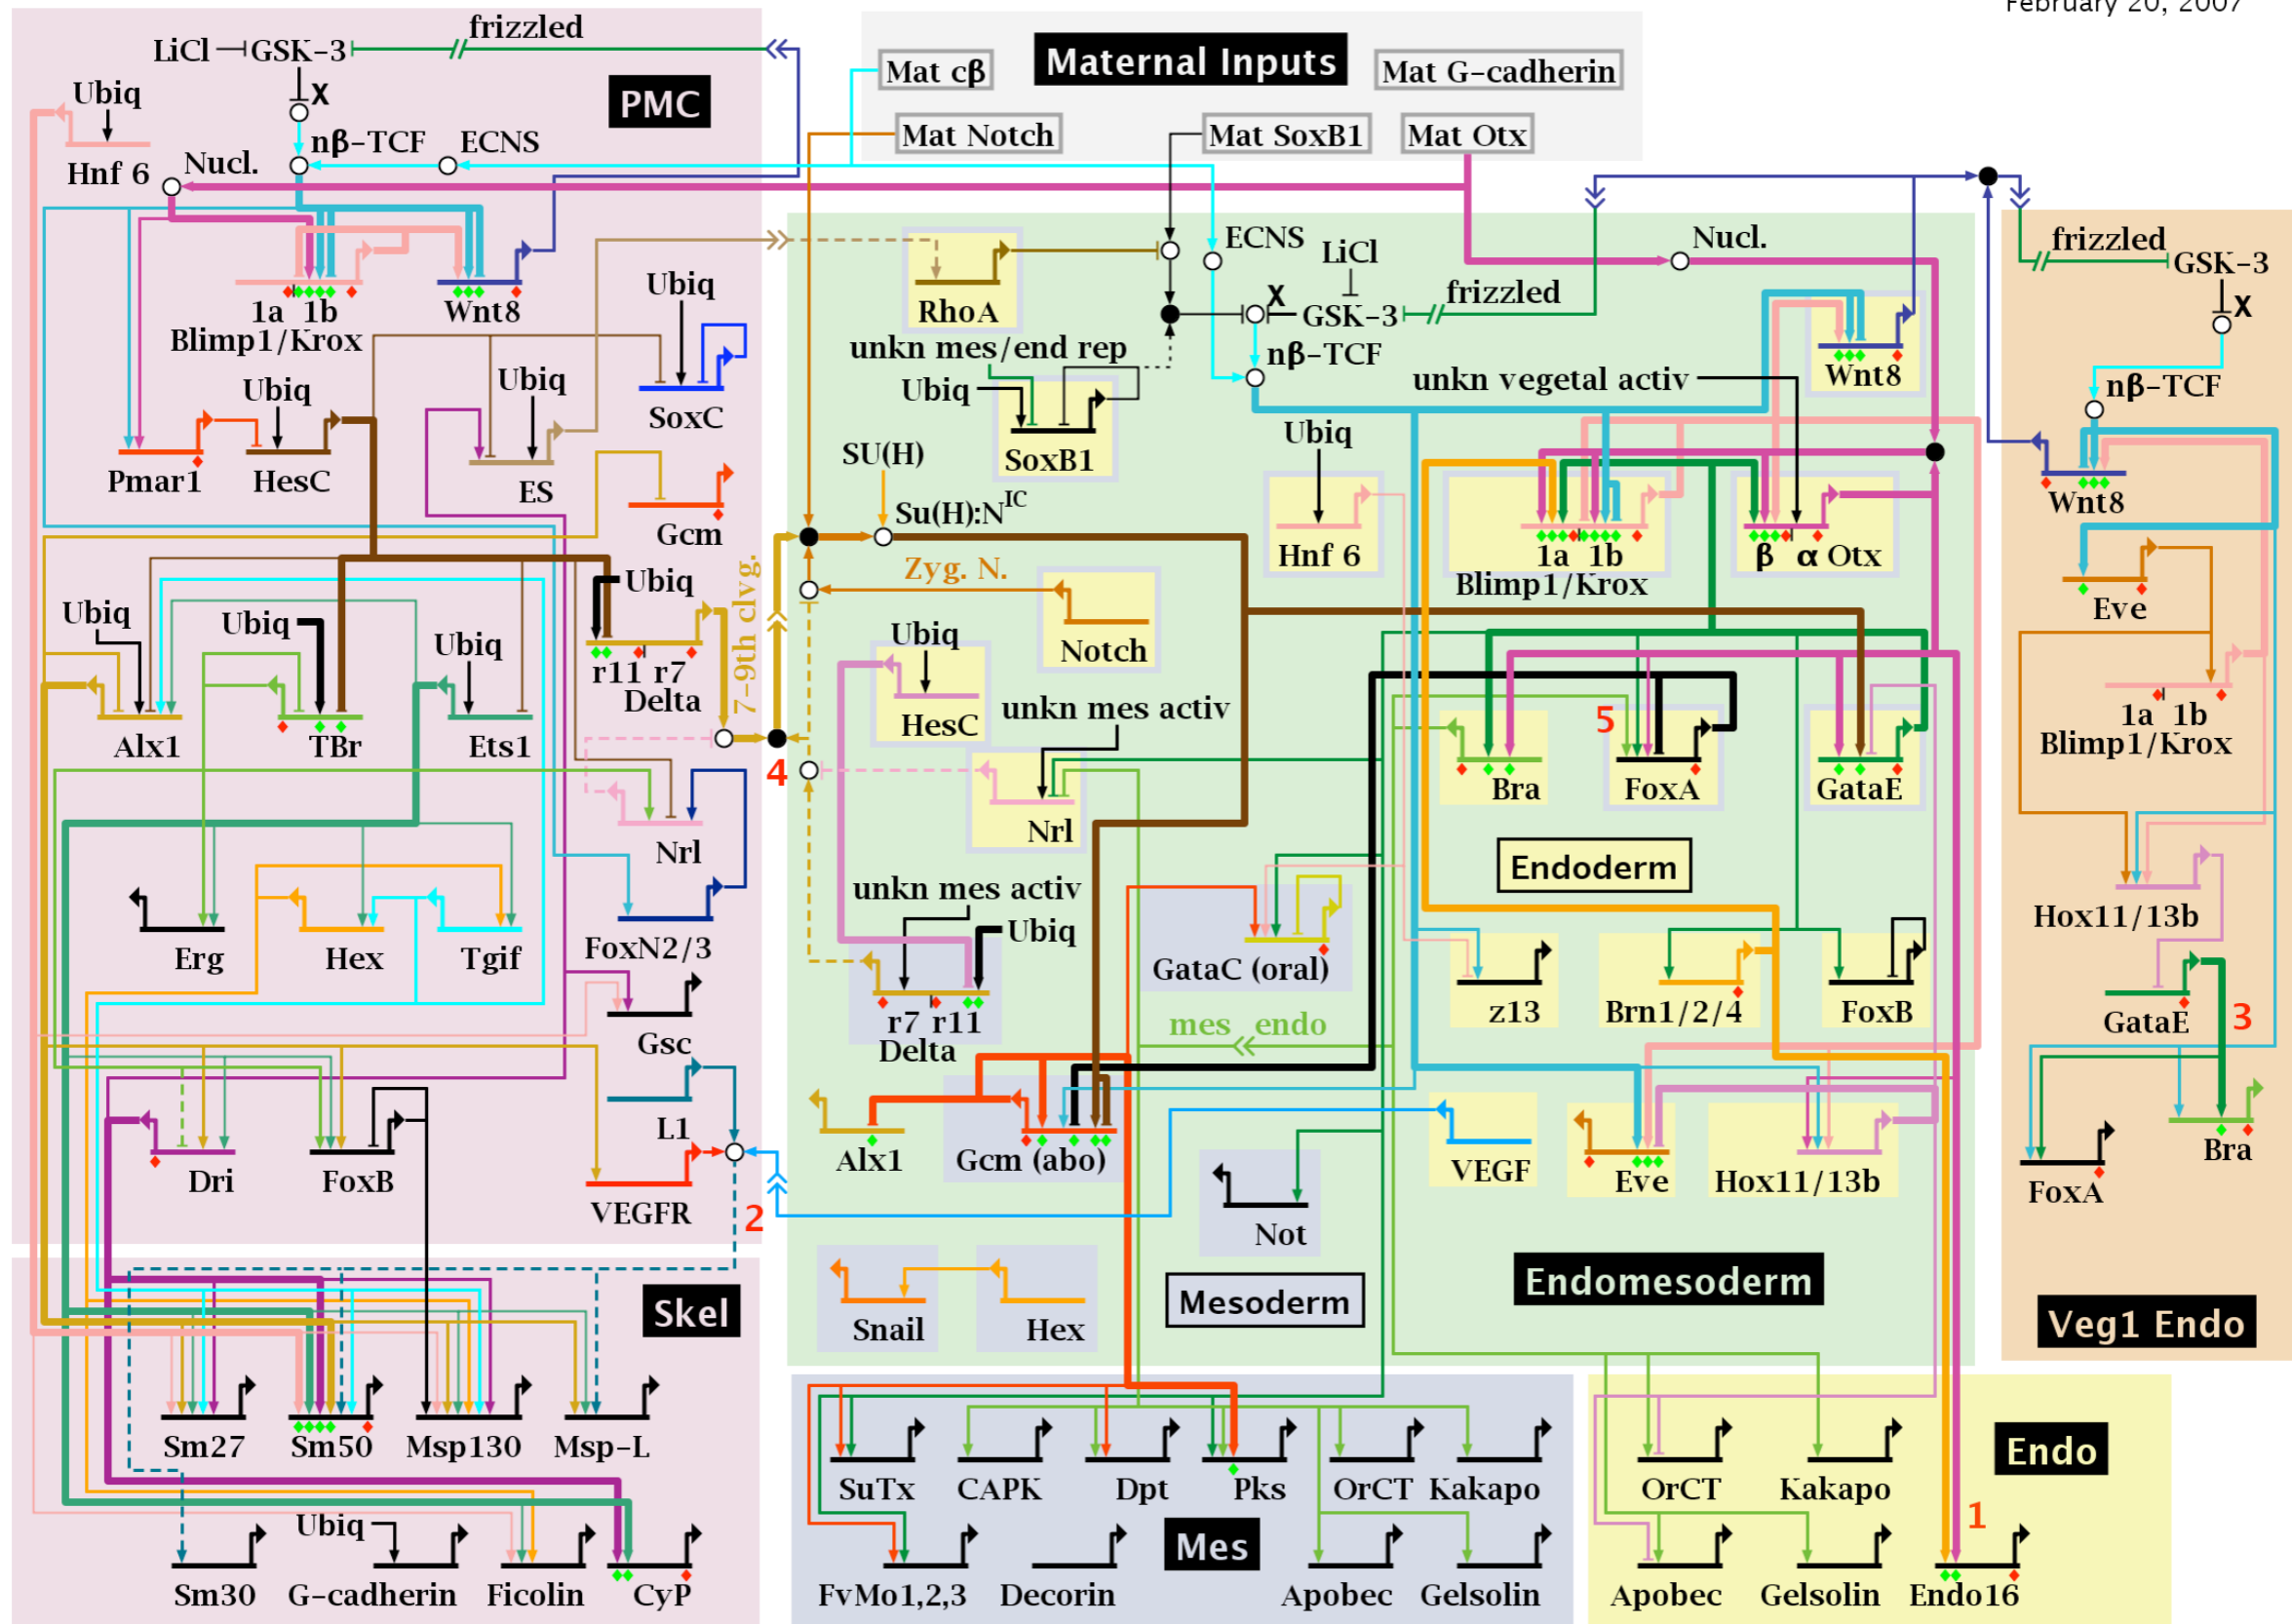 February 20, 2007
LiCl
GSK-3
frizzled
X
Ubiq
PMC
Hnf 6
Nucl.
nβ-TCF
ECNS
1a 1b
Blimp1/Krox
Wnt8
Ubiq
SoxC
Ubiq
Ubiq
Pmar1
HesC
ES
Gcm
Ubiq
Ubiq
Ubiq
Ubiq
r11 r7
Delta
7-9th clvg.
Alx1
TBr
Ets1
Nrl
Erg
Hex
Tgif
FoxN2/3
Gsc
L1
Dri
FoxB
VEGFR
2
4
Skel
Sm27
Sm50
Msp130
Msp-L
Ubiq
Sm30
G-cadherin
Ficolin
CyP
Maternal Inputs
Mat cβ
Mat G-cadherin
Mat Notch
Mat SoxB1
Mat Otx
ECNS
LiCl
Nucl.
RhoA
X
GSK-3
frizzled
unkn mes/end rep
nβ-TCF
Ubiq
unkn vegetal activ
Wnt8
SoxB1
Ubiq
SU(H)
Su(H):N^IC
Hnf 6
1a 1b
Blimp1/Krox
β α Otx
Zyg. N.
Notch
Ubiq
HesC
unkn mes activ
5
Nrl
Bra
FoxA
GataE
Endoderm
unkn mes activ
Ubiq
GataC (oral)
r7 r11
Delta
mes endo
z13
Brn1/2/4
FoxB
Alx1
Gcm (abo)
VEGF
Eve
Hox11/13b
Not
Snail
Hex
Mesoderm
Endomesoderm
frizzled
GSK-3
X
nβ-TCF
Wnt8
Eve
1a 1b
Blimp1/Krox
Hox11/13b
GataE
3
FoxA
Bra
Veg1 Endo
SuTx
CAPK
Dpt
Pks
OrCT
Kakapo
Mes
FvMo1,2,3
Decorin
Apobec
Gelsolin
OrCT
Kakapo
Endo
1
Apobec
Gelsolin
Endo16